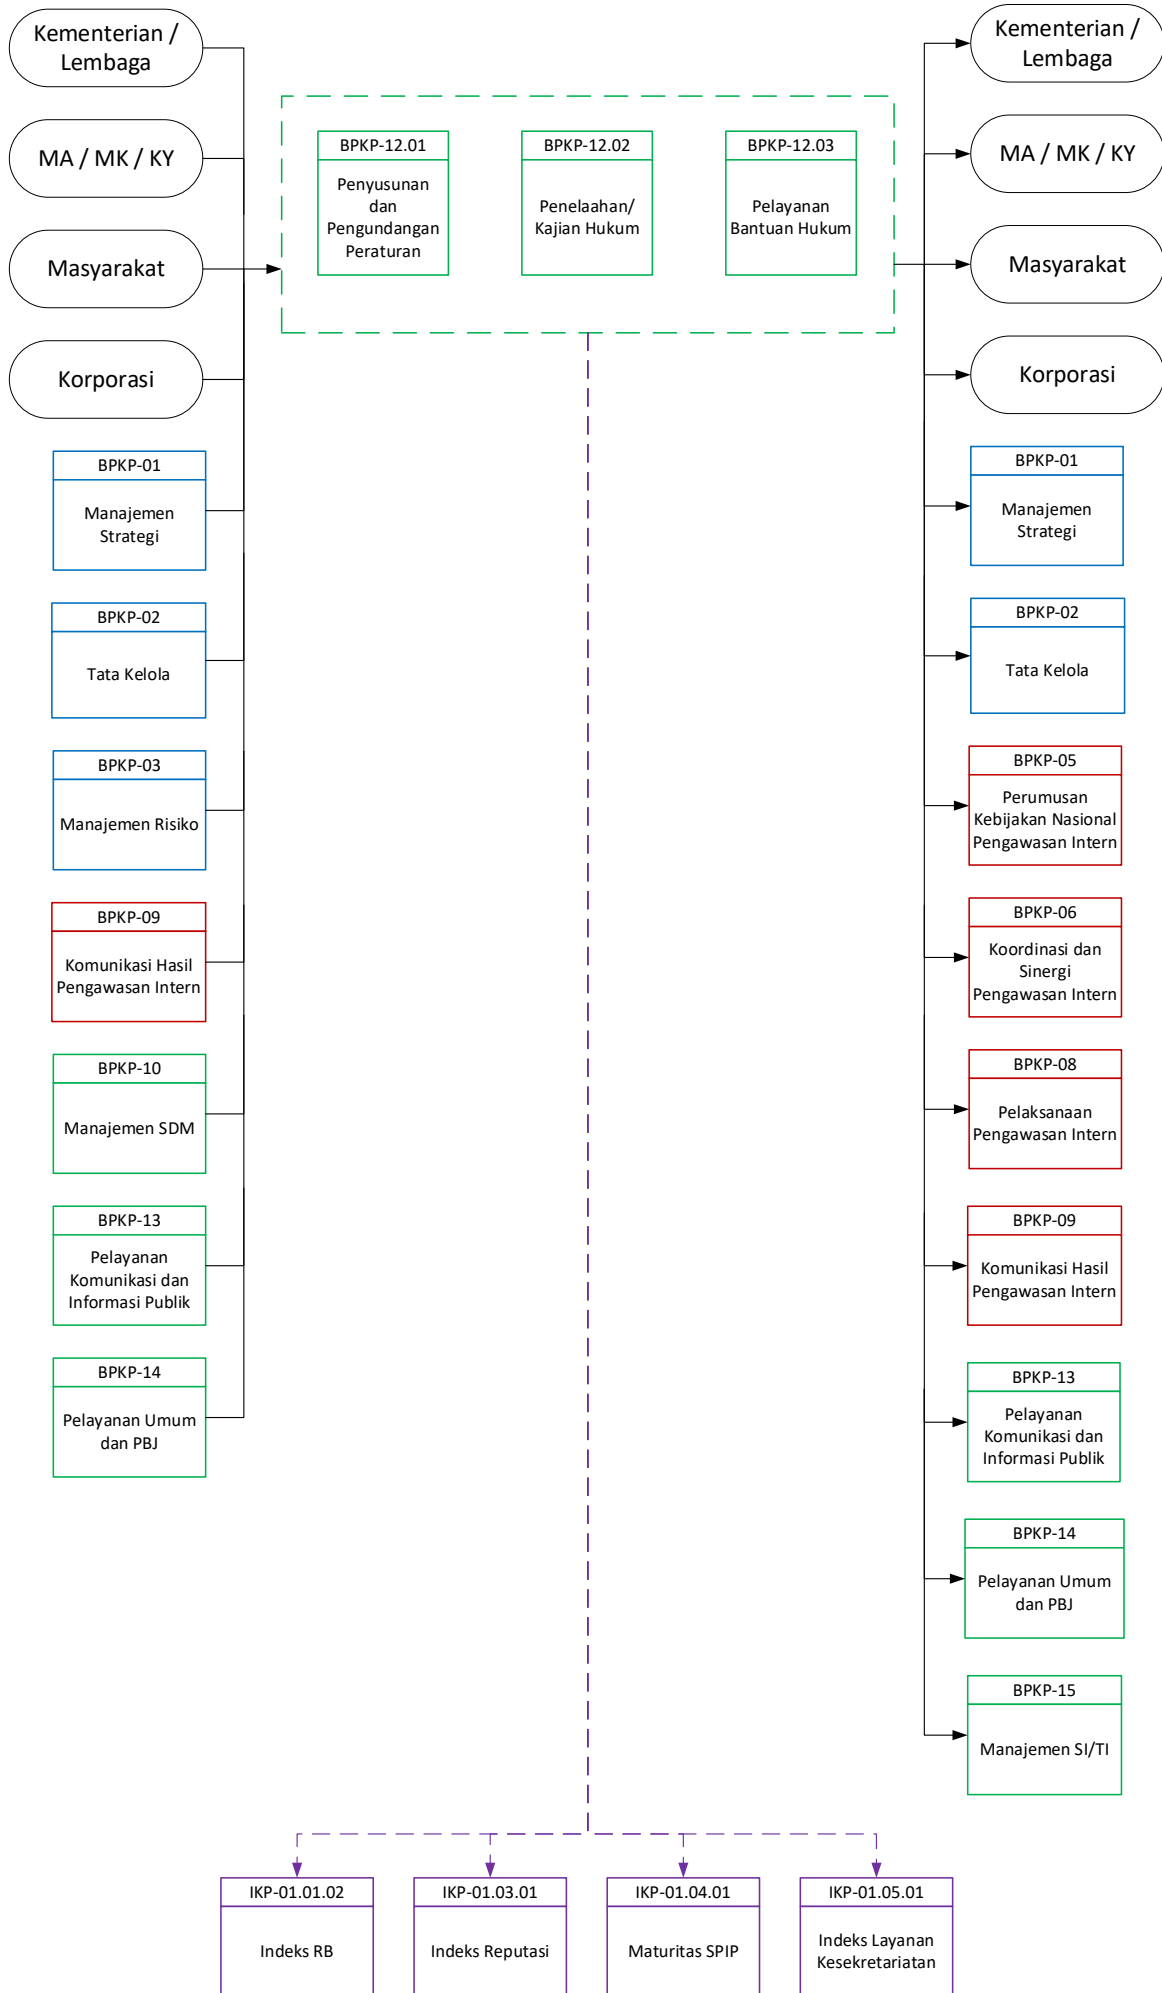 Kementerian /
Lembaga
MA / MK / KY
Masyarakat
Korporasi
BPKP-01
Manajemen
Strategi
BPKP-02
Tata Kelola
BPKP-03
Manajemen Risiko
BPKP-09
Komunikasi Hasil
Pengawasan Intern
BPKP-10
Manajemen SDM
BPKP-13
Pelayanan
Komunikasi dan
Informasi Publik
BPKP-14
Pelayanan Umum
dan PBJ
BPKP-12.01
Penyusunan
dan
Pengundangan
Peraturan
BPKP-12.02
Penelaahan/
Kajian Hukum
BPKP-12.03
Pelayanan
Bantuan Hukum
Kementerian /
Lembaga
MA / MK / KY
Masyarakat
Korporasi
BPKP-01
Manajemen
Strategi
BPKP-02
Tata Kelola
BPKP-05
Perumusan
Kebijakan Nasional
Pengawasan Intern
BPKP-06
Koordinasi dan
Sinergi
Pengawasan Intern
BPKP-08
Pelaksanaan
Pengawasan Intern
BPKP-09
Komunikasi Hasil
Pengawasan Intern
BPKP-13
Pelayanan
Komunikasi dan
Informasi Publik
BPKP-14
Pelayanan Umum
dan PBJ
BPKP-15
Manajemen SI/TI
IKP-01.01.02
Indeks RB
IKP-01.03.01
Indeks Reputasi
IKP-01.04.01
Maturitas SPIP
IKP-01.05.01
Indeks Layanan
Kesekretariatan